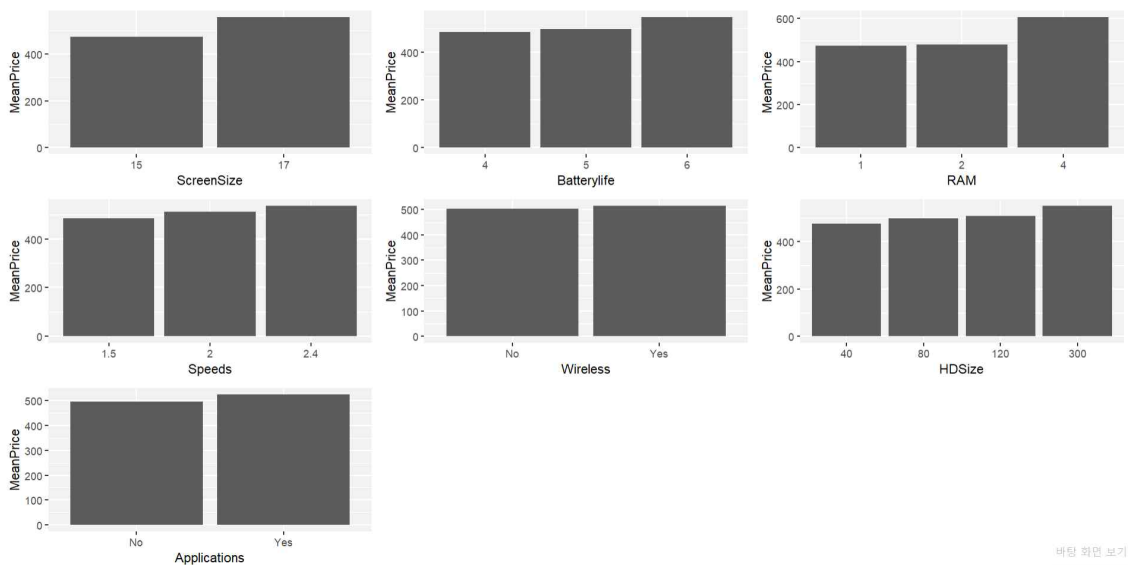 MeanPrice
400
200
0
15
17
ScreenSize
MeanPrice
400
200
0
4
5
6
Batterylife
MeanPrice
600
400
200
0
1
2
4
RAM
MeanPrice
400
200
0
1.5
2
2.4
Speeds
MeanPrice
500
400
300
200
100
0
No
Yes
Wireless
MeanPrice
400
200
0
40
80
120
300
HDSize
MeanPrice
500
400
300
200
100
0
No
Yes
Applications
바탕 화면 보기